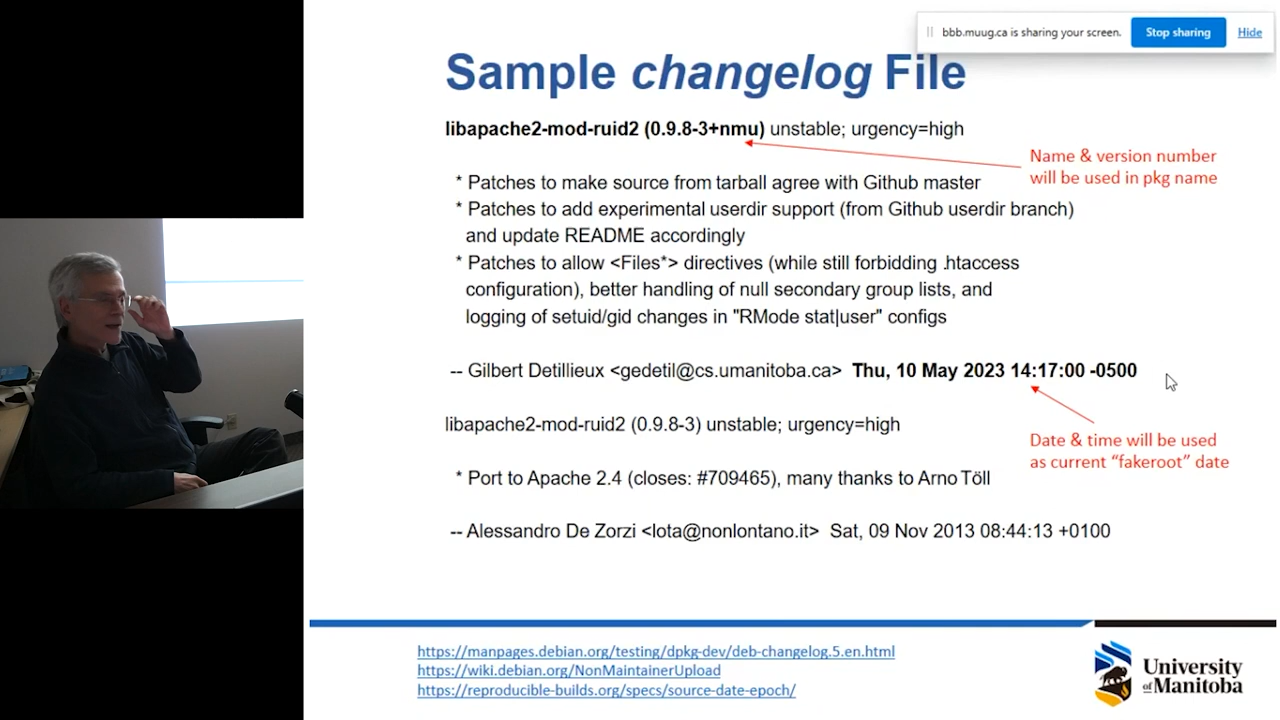 bbb.muug.ca is sharing your screen.
Stop sharing
Hide
Sample changelog File
libapache2-mod-ruid2 (0.9.8-3+nmu) unstable; urgency=high
Name & version number
will be used in pkg name
* Patches to make source from tarball agree with Github master
* Patches to add experimental userdir support (from Github userdir branch)
and update README accordingly
* Patches to allow <Files*> directives (while still forbidding .htaccess
configuration), better handling of null secondary group lists, and
logging of setuid/gid changes in "RMode stat|user" configs
-- Gilbert Detillieux <gedetil@cs.umanitoba.ca> Thu, 10 May 2023 14:17:00 -0500
libapache2-mod-ruid2 (0.9.8-3) unstable; urgency=high
Date & time will be used
as current “fakeroot” date
* Port to Apache 2.4 (closes: #709465), many thanks to Arno Töll
-- Alessandro De Zorzi <lota@nonlontano.it> Sat, 09 Nov 2013 08:44:13 +0100
https://manpages.debian.org/testing/dpkg-dev/deb-changelog.5.en.html
https://wiki.debian.org/NonMaintainerUpload
https://reproducible-builds.org/specs/source-date-epoch/
University
of Manitoba